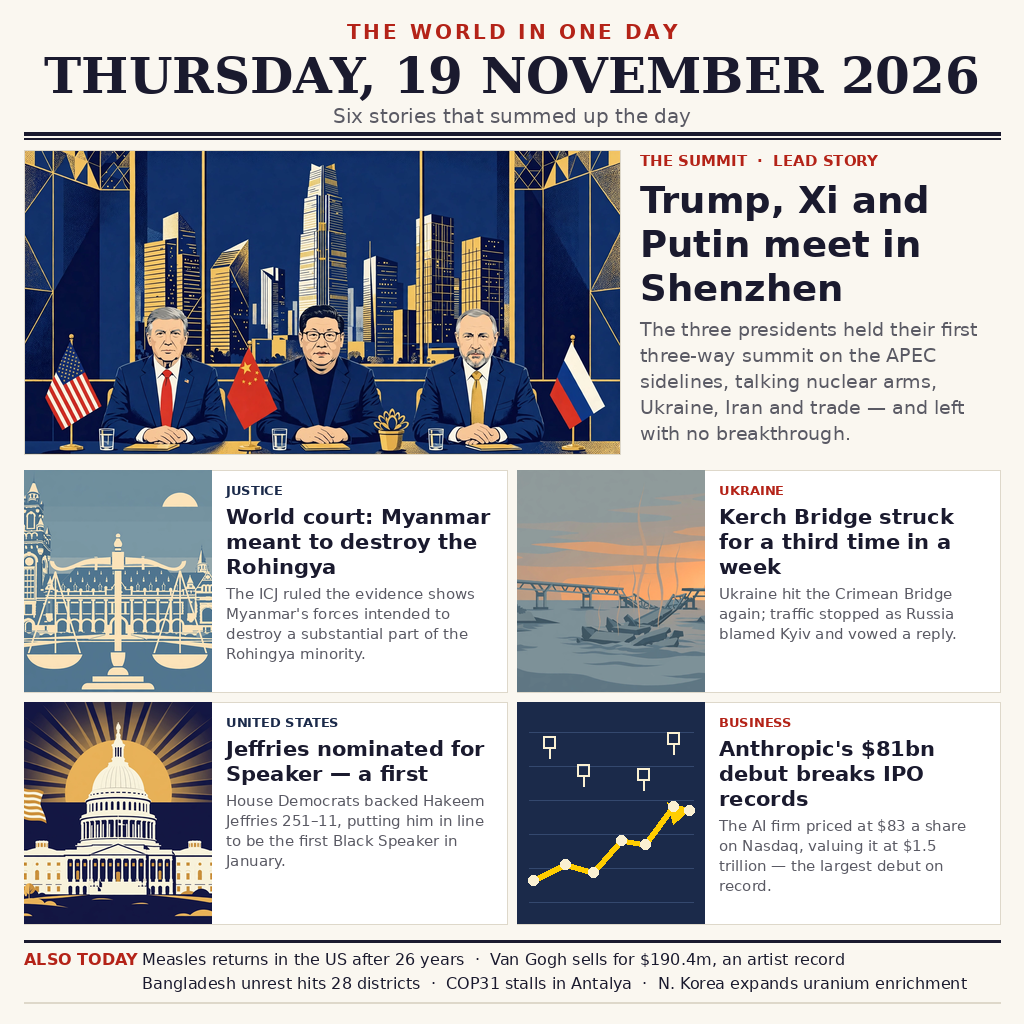 THE WORLD IN ONE DAY
THURSDAY, 19 NOVEMBER 2026
Six stories that summed up the day
THE SUMMIT · LEAD STORY
Trump, Xi and
Putin meet in
Shenzhen
The three presidents held their first
three-way summit on the APEC
sidelines, talking nuclear arms,
Ukraine, Iran and trade — and left
with no breakthrough.
JUSTICE
World court: Myanmar
meant to destroy the
Rohingya
The ICJ ruled the evidence shows
Myanmar's forces intended to
destroy a substantial part of the
Rohingya minority.
UKRAINE
Kerch Bridge struck
for a third time in a
week
Ukraine hit the Crimean Bridge
again; traffic stopped as Russia
blamed Kyiv and vowed a reply.
UNITED STATES
Jeffries nominated for
Speaker — a first
House Democrats backed Hakeem
Jeffries 251–11, putting him in line
to be the first Black Speaker in
January.
BUSINESS
Anthropic's $81bn
debut breaks IPO
records
The AI firm priced at $83 a share
on Nasdaq, valuing it at $1.5
trillion — the largest debut on
record.
ALSO TODAY Measles returns in the US after 26 years · Van Gogh sells for $190.4m, an artist record
Bangladesh unrest hits 28 districts · COP31 stalls in Antalya · N. Korea expands uranium enrichment